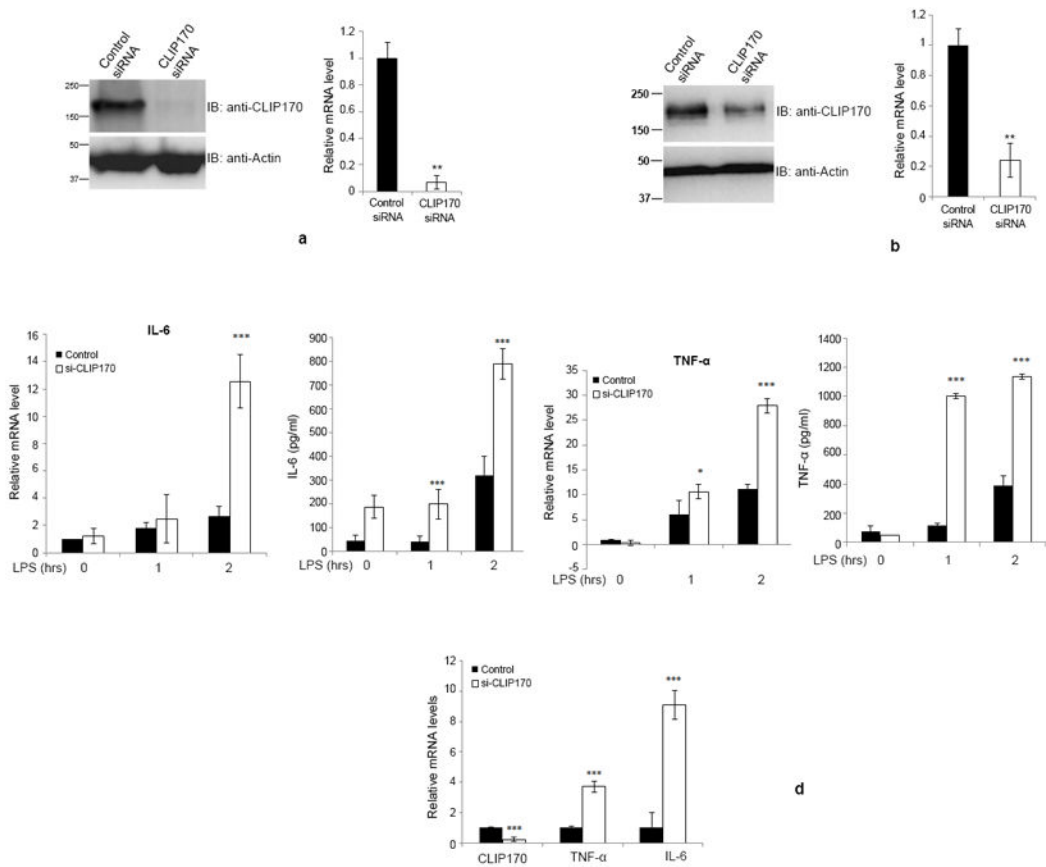 Control siRNA
CLIP170 siRNA
250
150
IB: anti-CLIP170
50
37
IB: anti-Actin
Relative mRNA level
1.2
1
0.8
0.6
0.4
0.2
0
**
Control siRNA
CLIP170 siRNA
a
Control siRNA
CLIP170 siRNA
250
150
IB: anti-CLIP170
50
37
IB: anti-Actin
Relative mRNA level
1.2
1
0.8
0.6
0.4
0.2
0
**
Control siRNA
CLIP170 siRNA
b
IL-6
Control
si-CLIP170
Relative mRNA level
16
14
12
10
8
6
4
2
0
***
LPS (hrs) 0 1 2
IL-6 (pg/ml)
900
800
700
600
500
400
300
200
100
0
***
***
LPS (hrs) 0 1 2
TNF-α
Control
si-CLIP170
Relative mRNA level
35
30
25
20
15
10
5
0
-5
*
***
LPS (hrs) 0 1 2
TNF-α (pg/ml)
1400
1200
1000
800
600
400
200
0
***
***
LPS (hrs) 0 1 2
Control
si-CLIP170
Relative mRNA levels
12
10
8
6
4
2
0
***
***
***
CLIP170 TNF-α IL-6
d